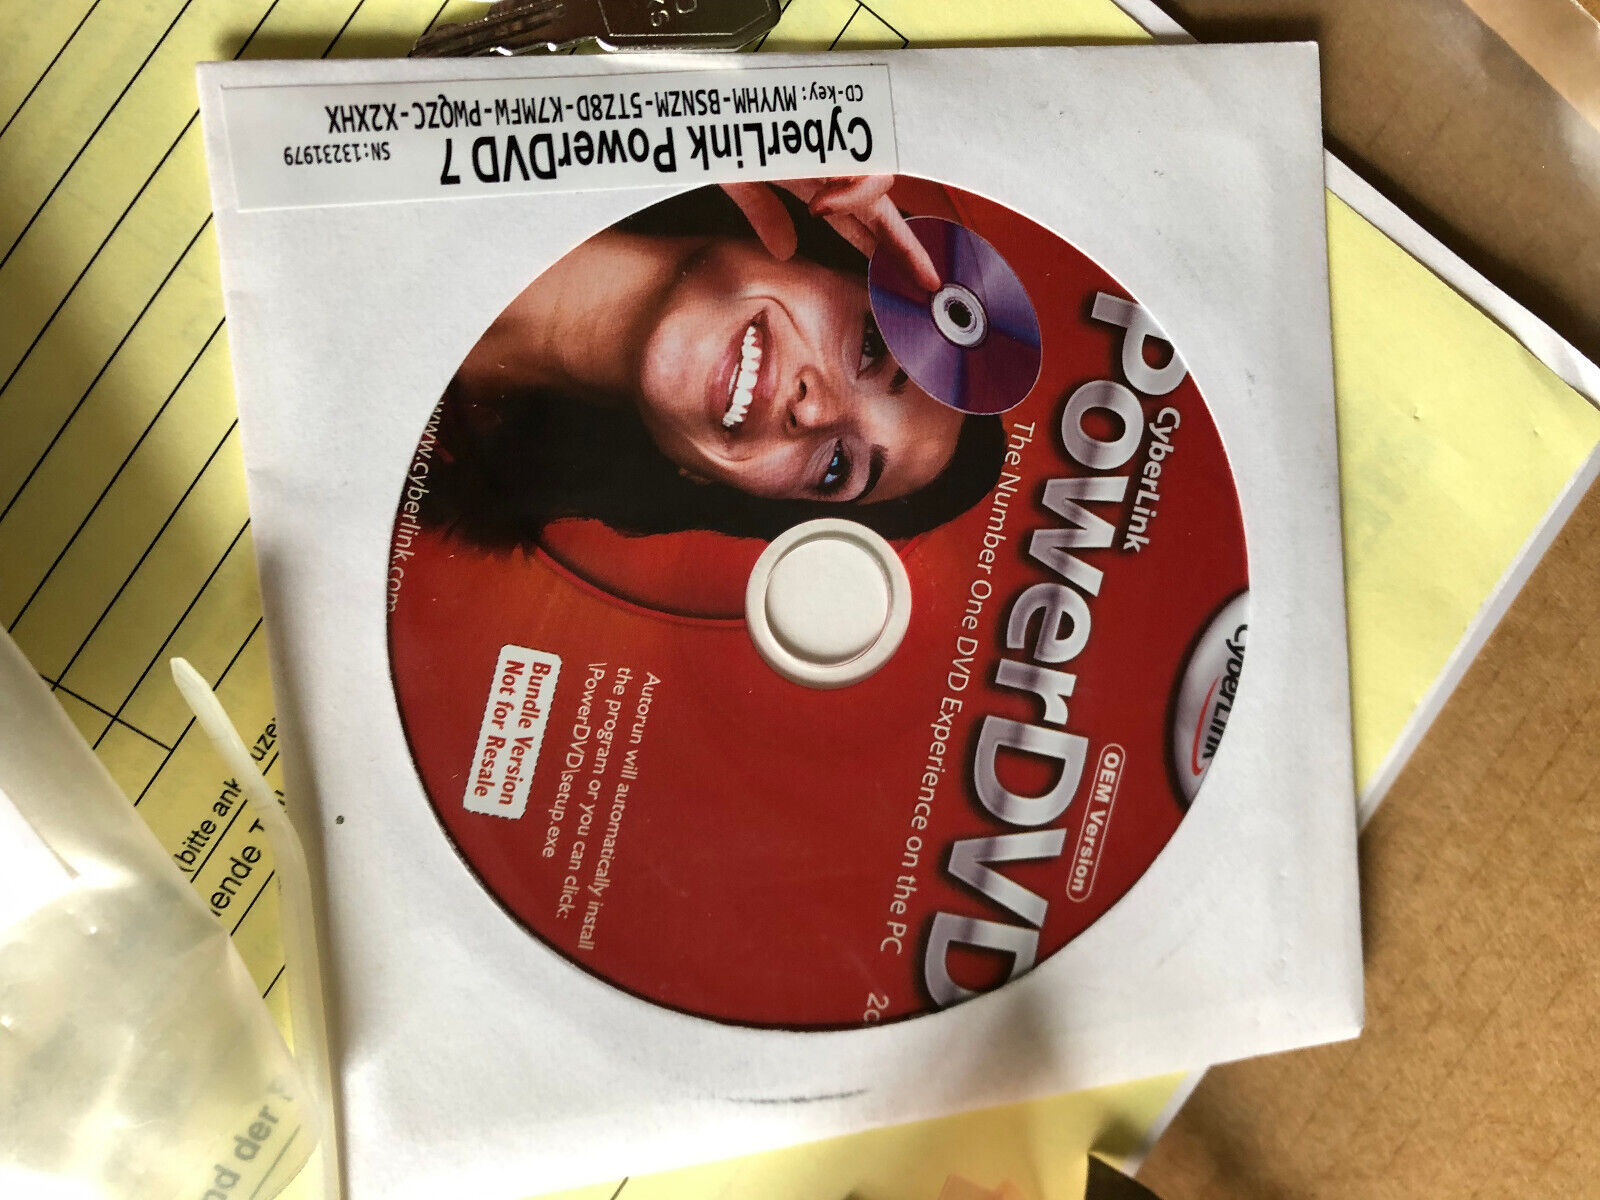 CyberLink PowerDVD 7
SN:13231979
CD-key: MVYHM-BSNZM-5TZ8D-K7MFW-PWQZC-X2XHX
CyberLink
OEM Version
CyberLink
PowerDVD
The Number One DVD Experience on the PC
Autorun will automatically install
the program or you can click:
\PowerDVD\setup.exe
Bundle Version
Not for Resale
www.cyberlink.com
(bitte
der